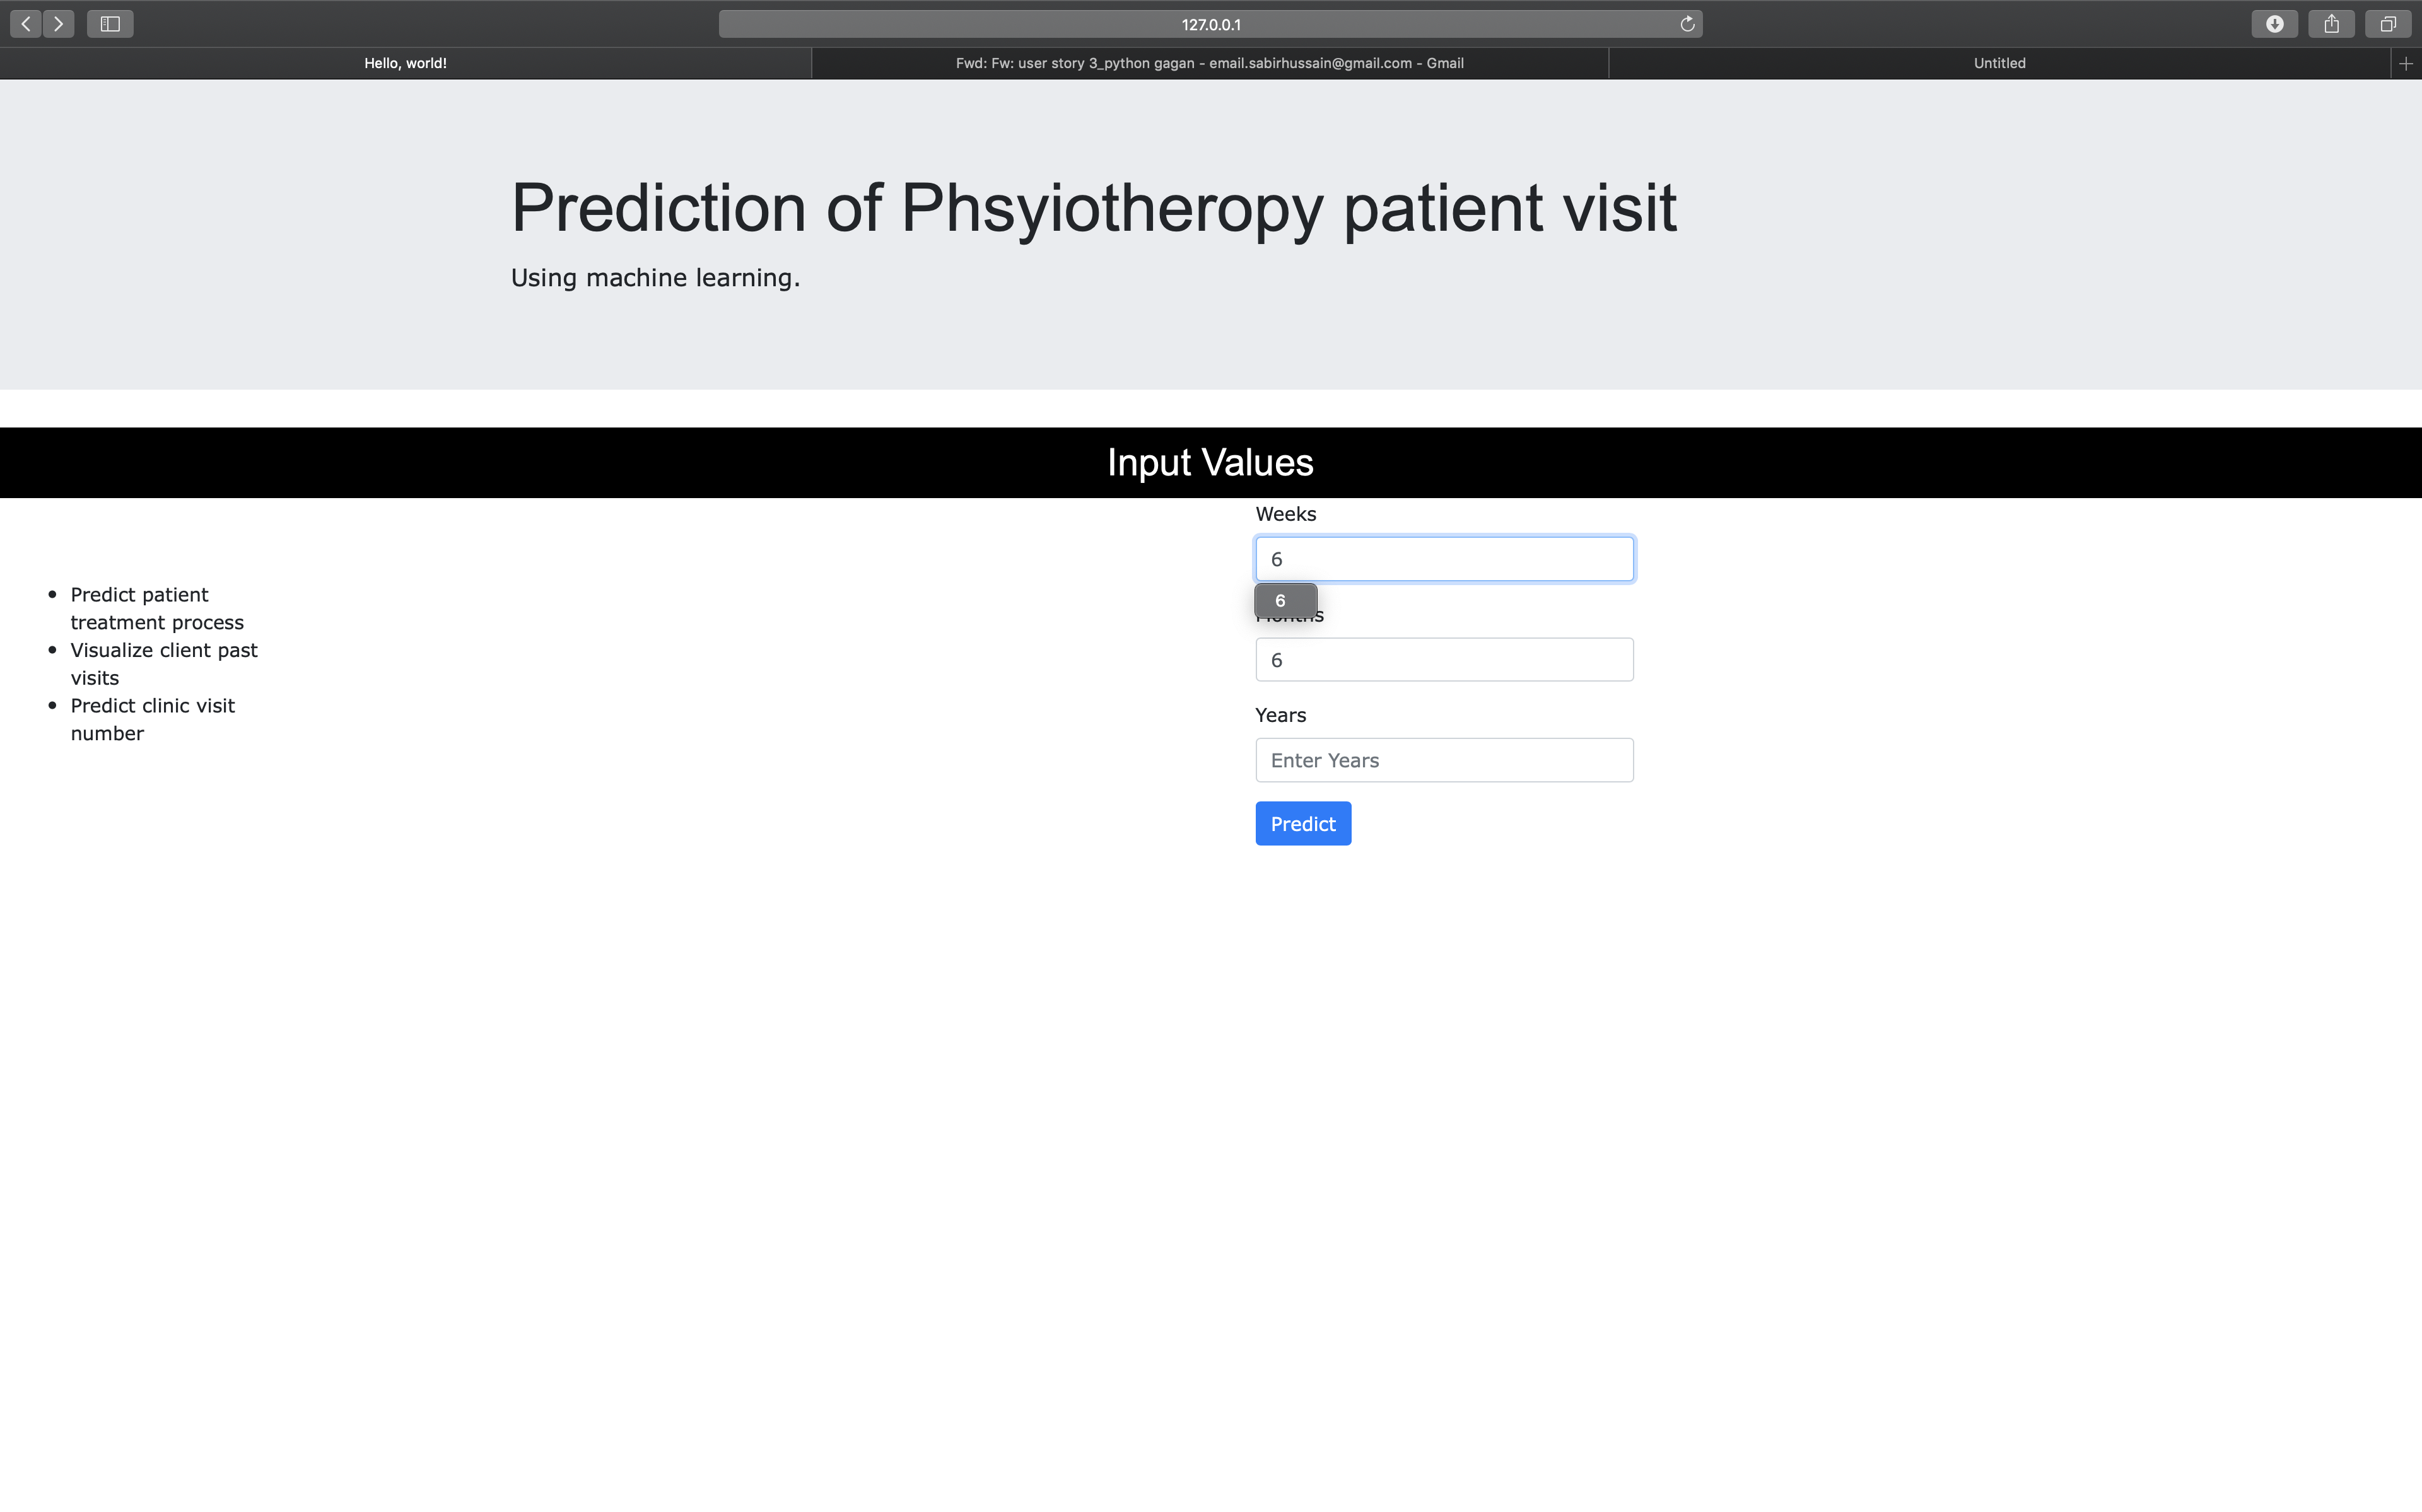 127.0.0.1
Hello, world!
Fwd: Fw: user story 3_python gagan - email.sabirhussain@gmail.com - Gmail
Untitled
Prediction of Phsyiotheropy patient visit
Using machine learning.
Input Values
Predict patient
treatment process
Visualize client past
visits
Predict clinic visit
number
Weeks
6
6
Months
6
Years
Enter Years
Predict